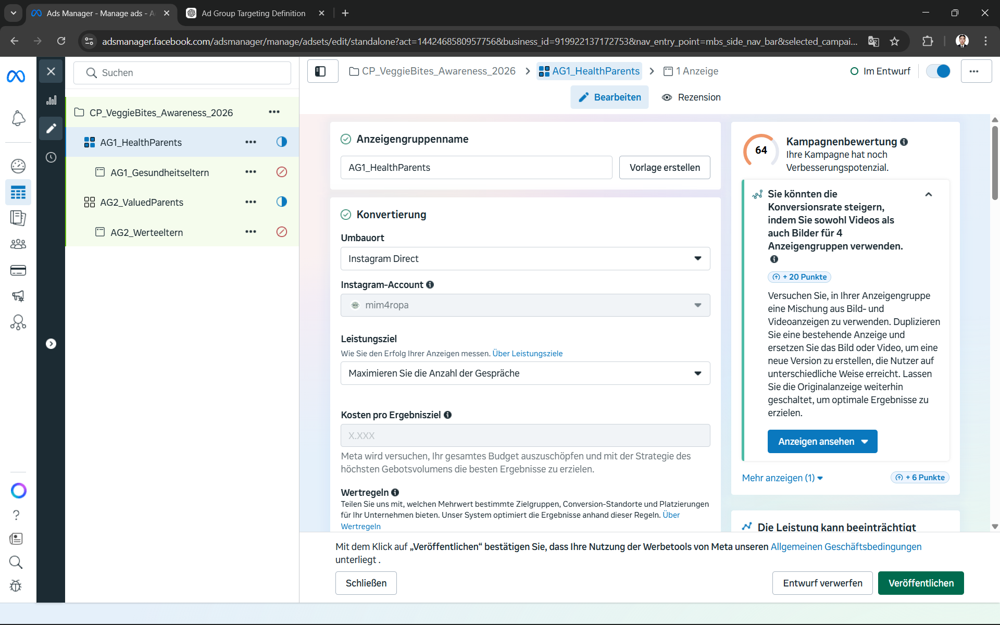 Ads Manager - Manage ads - A
Ad Group Targeting Definition
adsmanager.facebook.com/adsmanager/manage/adsets/edit/standalone?act=1442468580957756&business_id=919922137172753&nav_entry_point=mbs_side_nav_bar&selected_campai...
Suchen
CP_VeggieBites_Awareness_2026
AG1_HealthParents
AG1_Gesundheitseltern
AG2_ValuedParents
AG2_Werteeltern
CP_VeggieBites_Awareness_2026
AG1_HealthParents
1 Anzeige
Im Entwurf
Bearbeiten
Rezension
Anzeigengruppenname
AG1_HealthParents
Vorlage erstellen
Konvertierung
Umbauort
Instagram Direct
Instagram-Account
mim4ropa
Leistungsziel
Wie Sie den Erfolg Ihrer Anzeigen messen. Über Leistungsziele
Maximieren Sie die Anzahl der Gespräche
Kosten pro Ergebnisziel
X.XXX
Meta wird versuchen, Ihr gesamtes Budget auszuschöpfen und mit der Strategie des
höchsten Gebotsvolumens die besten Ergebnisse zu erzielen.
Wertregeln
Teilen Sie uns mit, welchen Mehrwert bestimmte Zielgruppen, Conversion-Standorte und Platzierungen
für Ihr Unternehmen bieten. Unser System optimiert die Ergebnisse anhand dieser Regeln. Über
Wertregeln
64
Kampagnenbewertung
Ihre Kampagne hat noch
Verbesserungspotenzial.
Sie könnten die
Konversionsrate steigern,
indem Sie sowohl Videos als
auch Bilder für 4
Anzeigengruppen verwenden.
+ 20 Punkte
Versuchen Sie, in Ihrer Anzeigengruppe
eine Mischung aus Bild- und
Videoanzeigen zu verwenden. Duplizieren
Sie eine bestehende Anzeige und
ersetzen Sie das Bild oder Video, um eine
neue Version zu erstellen, die Nutzer auf
unterschiedliche Weise erreicht. Lassen
Sie die Originalanzeige weiterhin
geschaltet, um optimale Ergebnisse zu
erzielen.
Anzeigen ansehen
Mehr anzeigen (1)
+ 6 Punkte
Die Leistung kann beeinträchtigt
Mit dem Klick auf „Veröffentlichen“ bestätigen Sie, dass Ihre Nutzung der Werbetools von Meta unseren Allgemeinen Geschäftsbedingungen
unterliegt .
Schließen
Entwurf verwerfen
Veröffentlichen